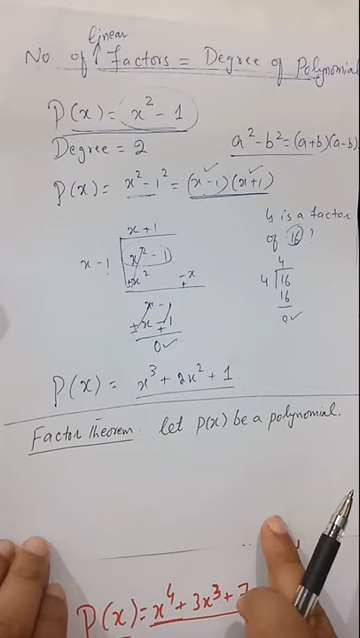 No of linear Factors = Degree of Polynomial
P(x) = x² - 1
Degree = 2
a² - b² = (a+b)(a-b)
P(x) = x² - 1² = (x-1)(x+1)
4 is a factor
of 16 ?
x + 1
x - 1
x² - 1
x² - x
x - 1
x - 1
0 ✓
4
4 16
16
0 ✓
P(x) = x³ + 2x² + 1
Factor Theorem. let P(x) be a polynomial.
P(x) = x⁴ + 3x³ + 7